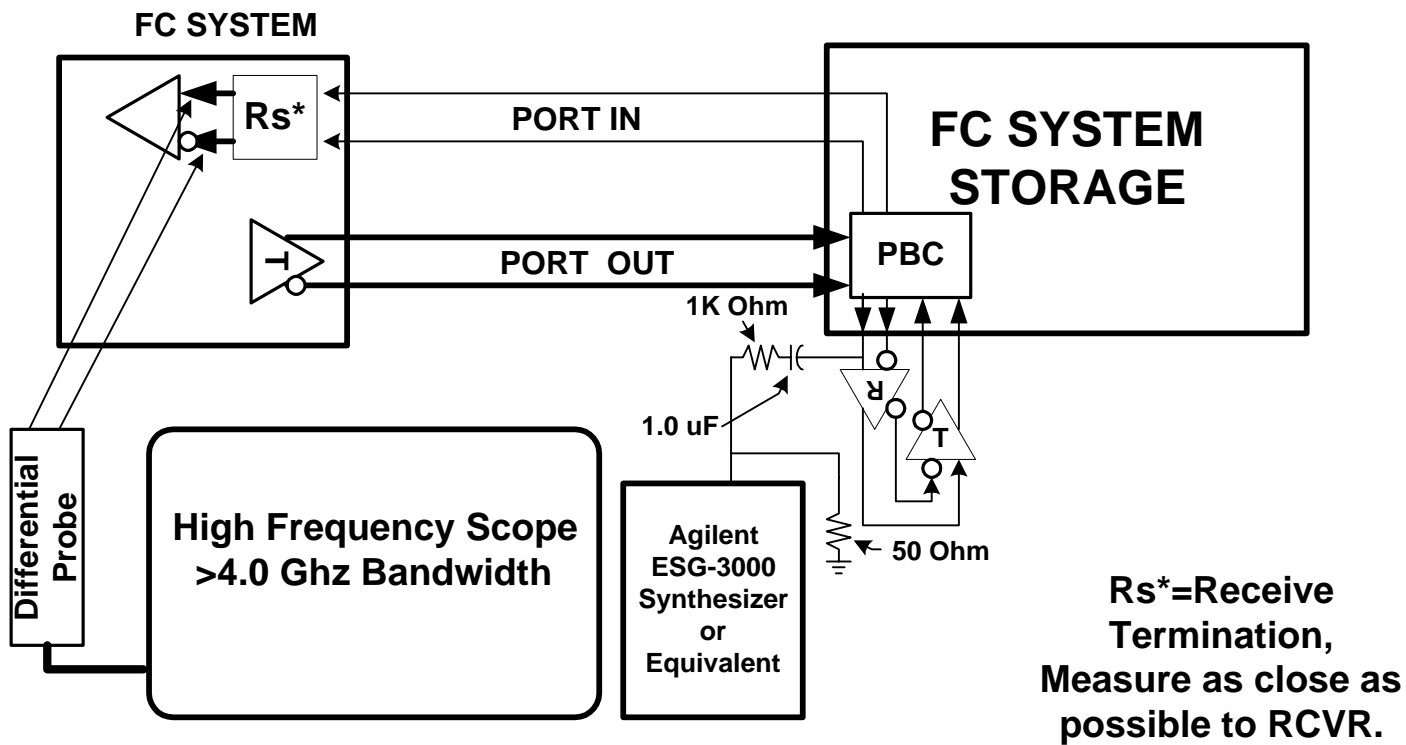 FC SYSTEM
Rs*
PORT IN
FC SYSTEM
STORAGE
T
PORT OUT
PBC
1K Ohm
1.0 uF
R
T
Differential
Probe
High Frequency Scope
>4.0 Ghz Bandwidth
Agilent
ESG-3000
Synthesizer
or
Equivalent
50 Ohm
Rs*=Receive
Termination,
Measure as close as
possible to RCVR.